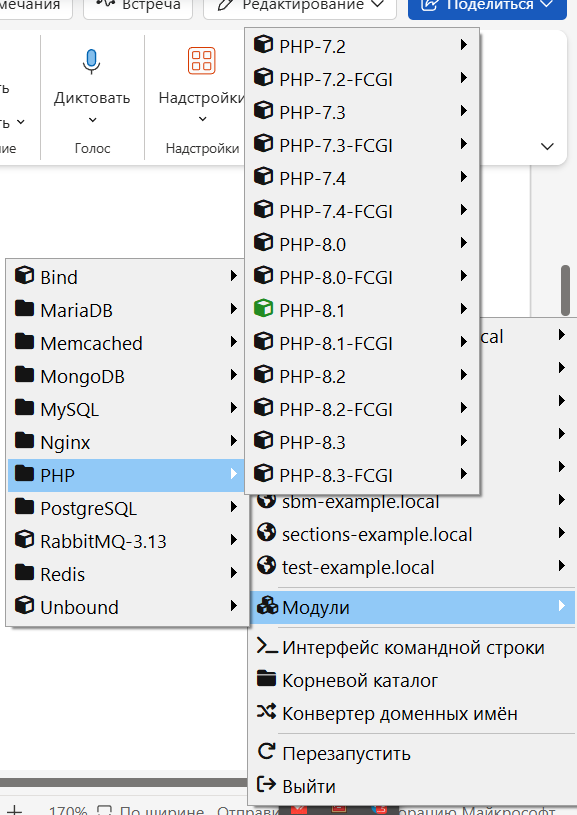 Встреча
Редактирование
Поделиться
Диктовать
Надстройки
Голос
Надстройки
PHP-7.2
PHP-7.2-FCGI
PHP-7.3
PHP-7.3-FCGI
PHP-7.4
PHP-7.4-FCGI
PHP-8.0
PHP-8.0-FCGI
PHP-8.1
PHP-8.1-FCGI
PHP-8.2
PHP-8.2-FCGI
PHP-8.3
PHP-8.3-FCGI
Bind
MariaDB
Memcached
MongoDB
MySQL
Nginx
PHP
PostgreSQL
RabbitMQ-3.13
Redis
Unbound
cal
sbm-example.local
sections-example.local
test-example.local
Модули
Интерфейс командной строки
Корневой каталог
Конвертер доменных имён
Перезапустить
Выйти
170%
По ширине